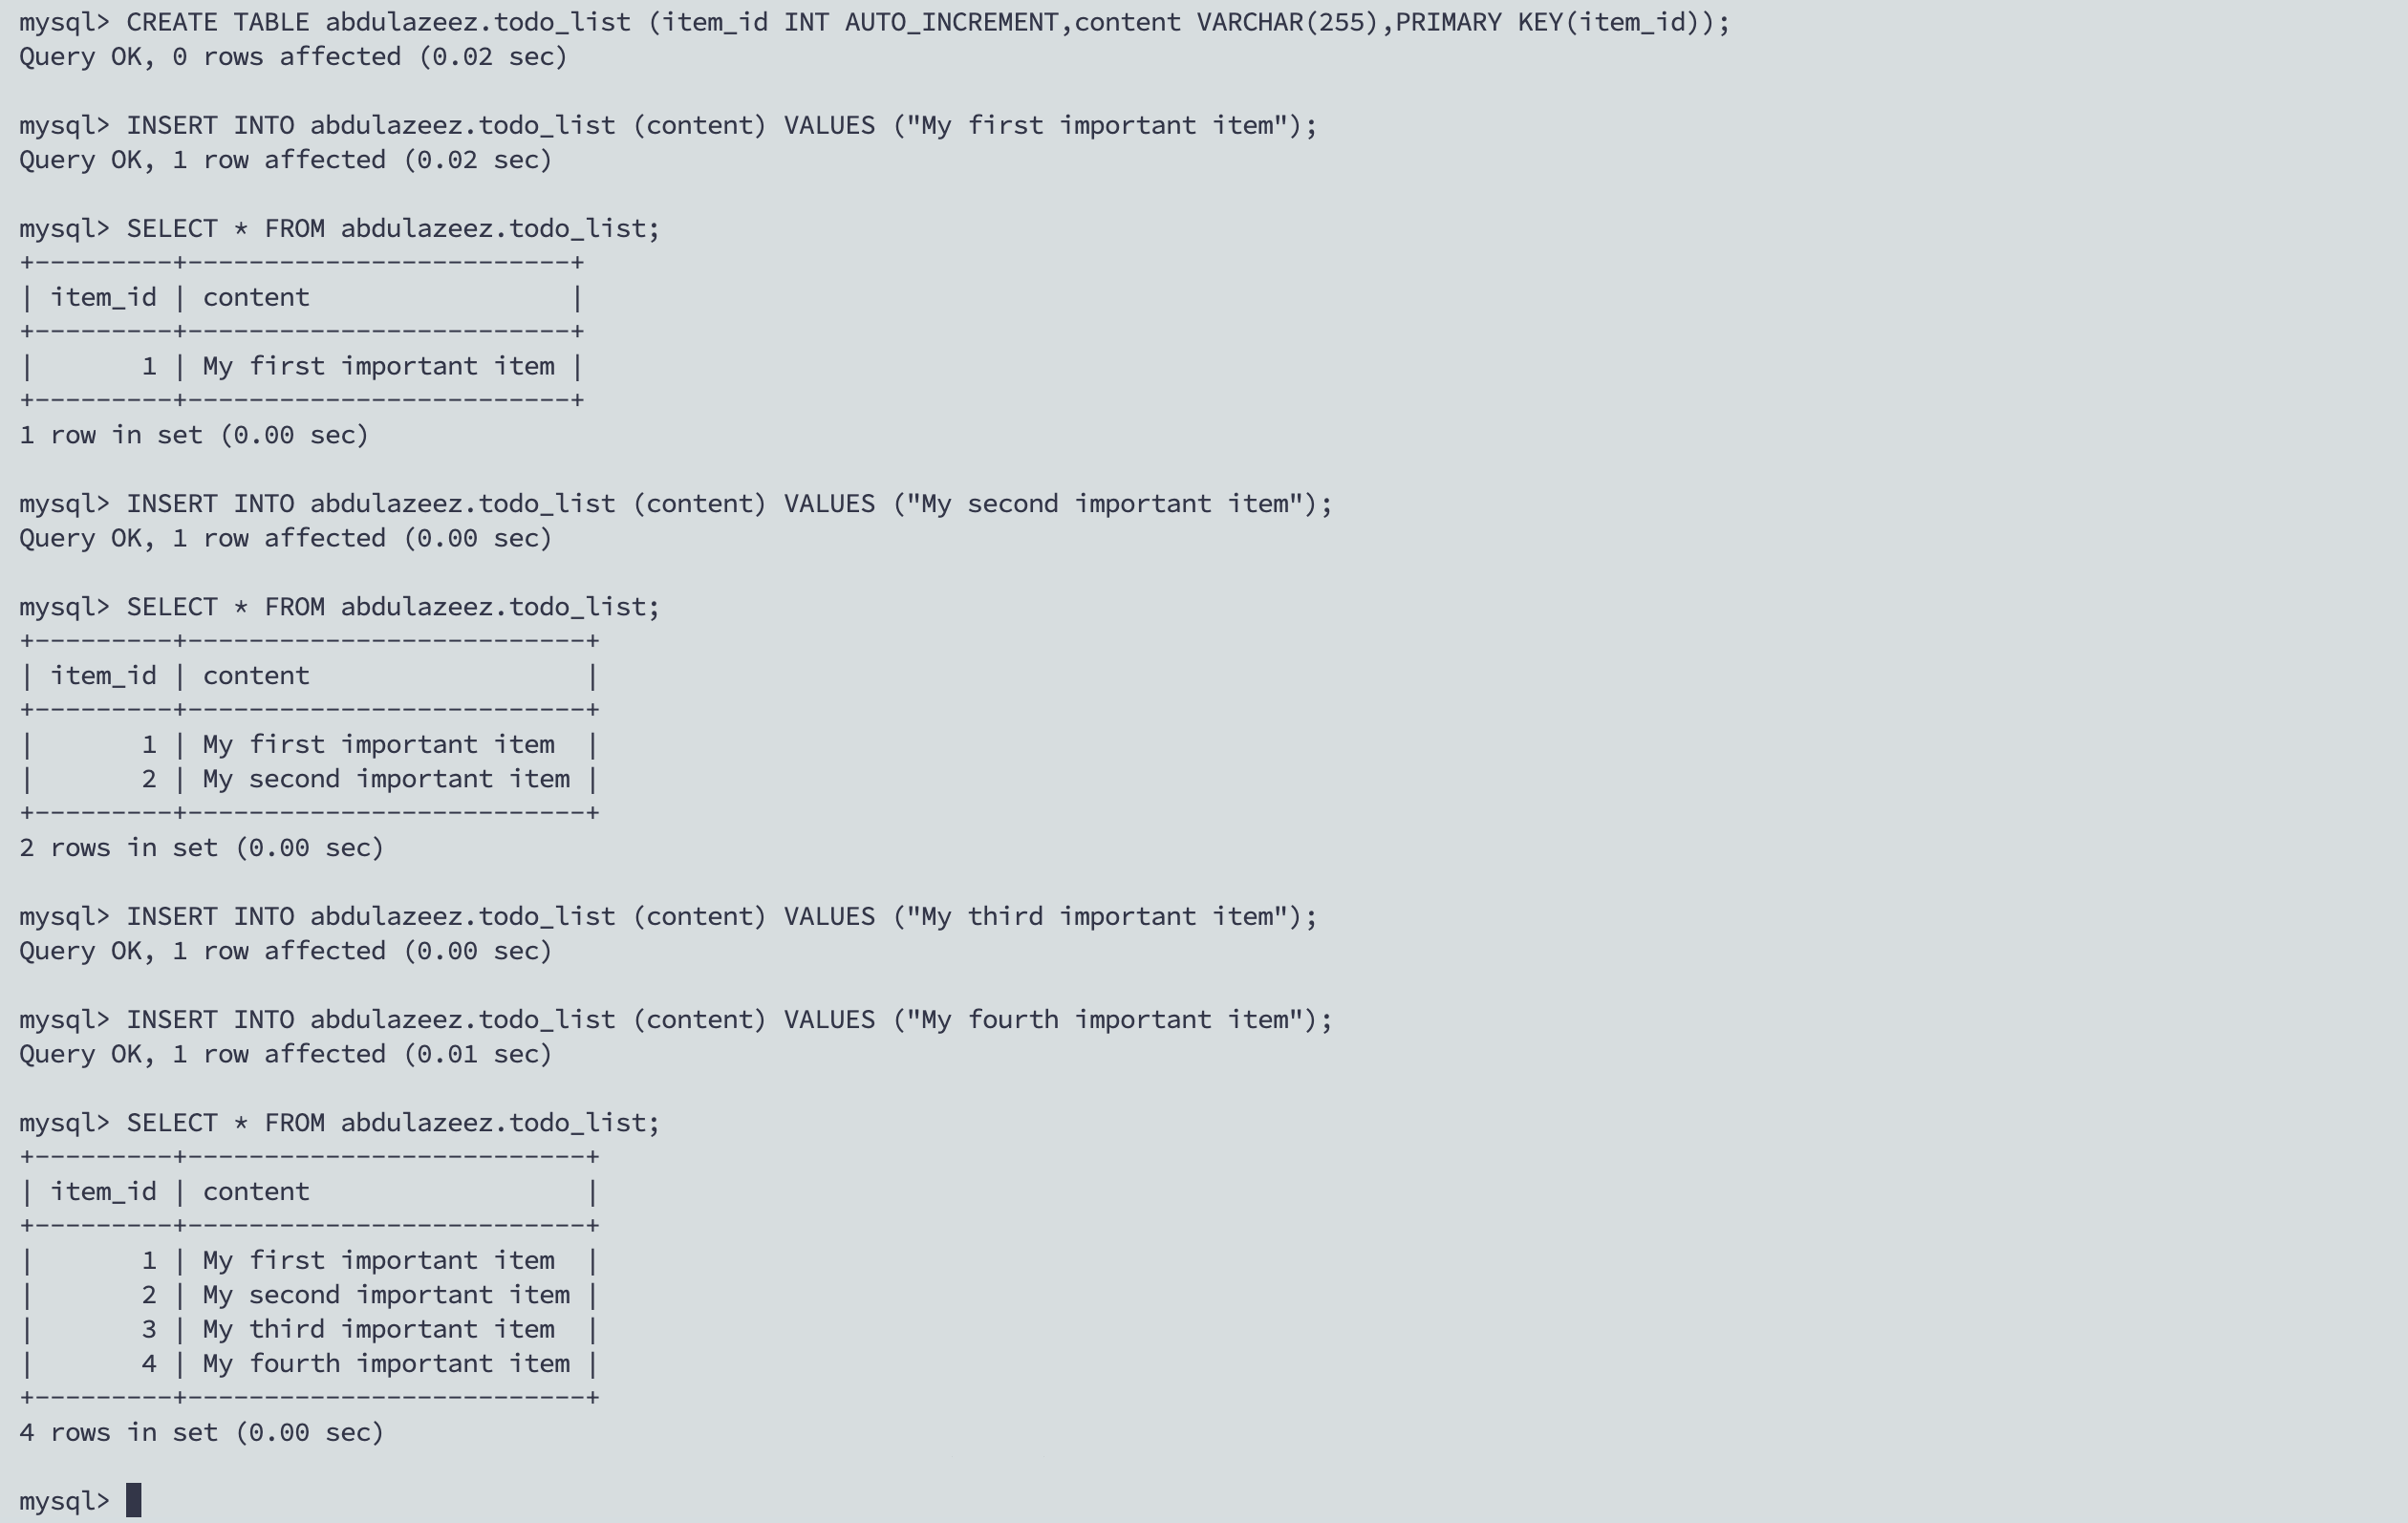 mysql> CREATE TABLE abdulazeez.todo_list (item_id INT AUTO_INCREMENT,content VARCHAR(255),PRIMARY KEY(item_id));
Query OK, 0 rows affected (0.02 sec)

mysql> INSERT INTO abdulazeez.todo_list (content) VALUES ("My first important item");
Query OK, 1 row affected (0.02 sec)

mysql> SELECT * FROM abdulazeez.todo_list;
+---------+-------------------------+
| item_id | content                 |
+---------+-------------------------+
|       1 | My first important item |
+---------+-------------------------+
1 row in set (0.00 sec)

mysql> INSERT INTO abdulazeez.todo_list (content) VALUES ("My second important item");
Query OK, 1 row affected (0.00 sec)

mysql> SELECT * FROM abdulazeez.todo_list;
+---------+--------------------------+
| item_id | content                  |
+---------+--------------------------+
|       1 | My first important item  |
|       2 | My second important item |
+---------+--------------------------+
2 rows in set (0.00 sec)

mysql> INSERT INTO abdulazeez.todo_list (content) VALUES ("My third important item");
Query OK, 1 row affected (0.00 sec)

mysql> INSERT INTO abdulazeez.todo_list (content) VALUES ("My fourth important item");
Query OK, 1 row affected (0.01 sec)

mysql> SELECT * FROM abdulazeez.todo_list;
+---------+--------------------------+
| item_id | content                  |
+---------+--------------------------+
|       1 | My first important item  |
|       2 | My second important item |
|       3 | My third important item  |
|       4 | My fourth important item |
+---------+--------------------------+
4 rows in set (0.00 sec)

mysql>